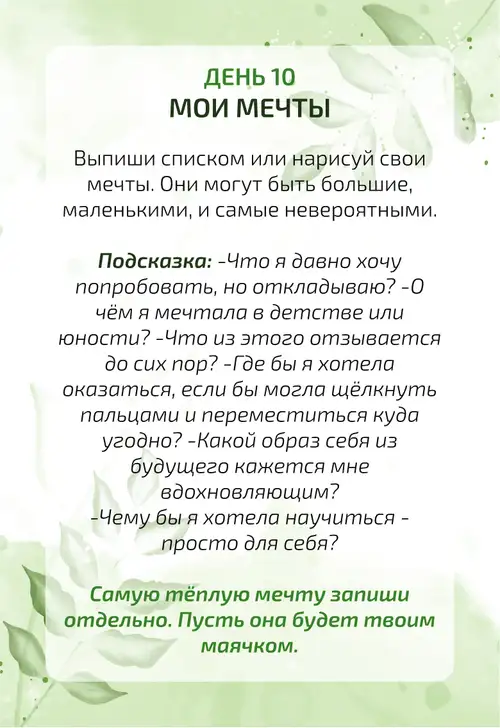 ДЕНЬ 10
МОИ МЕЧТЫ
Выпиши списком или нарисуй свои
мечты. Они могут быть большие,
маленькими, и самые невероятными.
Подсказка: -Что я давно хочу
попробовать, но откладываю? -О
чём я мечтала в детстве или
юности? -Что из этого отзывается
до сих пор? -Где бы я хотела
оказаться, если бы могла щёлкнуть
пальцами и переместиться куда
угодно? -Какой образ себя из
будущего кажется мне
вдохновляющим?
-Чему бы я хотела научиться -
просто для себя?
Самую тёплую мечту запиши
отдельно. Пусть она будет твоим
маячком.